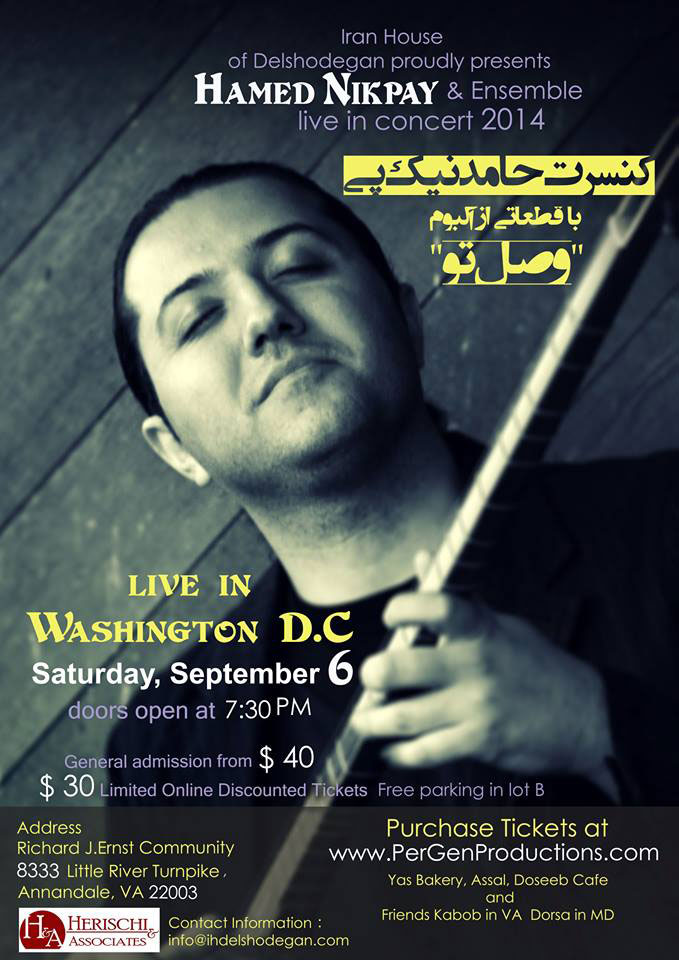 Iran House
of Delshodegan proudly presents
HAMED NIKPAY & Ensemble
live in concert 2014
کنسرت حامد نیک پی
با قطعاتی از آلبوم
"وصل تو"
LIVE IN
WASHINGTON D.C
Saturday, September 6
doors open at 7:30 PM
General admission from $ 40
$ 30 Limited Online Discounted Tickets Free parking in lot B
Address
Richard J.Ernst Community
8333 Little River Turnpike,
Annandale, VA 22003
H&A HERISCHI &
ASSOCIATES
Contact Information :
info@ihdelshodegan.com
Purchase Tickets at
www.PerGenProductions.com
Yas Bakery, Assal, Doseeb Cafe
and
Friends Kabob in VA Dorsa in MD